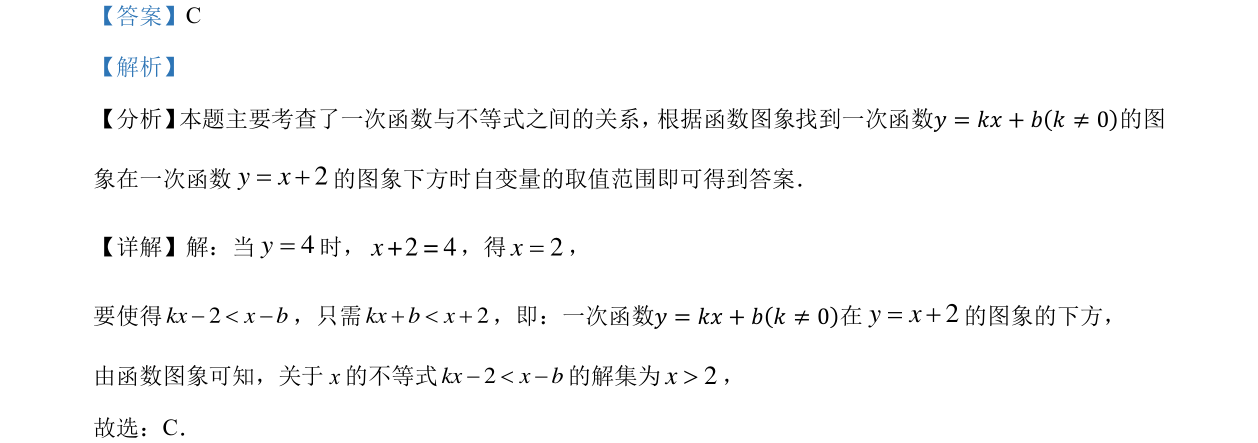 【答案】C
【解析】
【分析】本题主要考查了一次函数与不等式之间的关系，根据函数图象找到一次函数y = kx + b(k ≠ 0)的图
象在一次函数 y = x + 2 的图象下方时自变量的取值范围即可得到答案．
【详解】解：当 y = 4 时， x + 2 = 4 ，得 x = 2 ，
要使得 kx − 2 < x − b ，只需 kx + b < x + 2 ，即：一次函数y = kx + b(k ≠ 0)在 y = x + 2 的图象的下方，
由函数图象可知，关于 x 的不等式 kx − 2 < x − b 的解集为 x > 2 ，
故选：C．